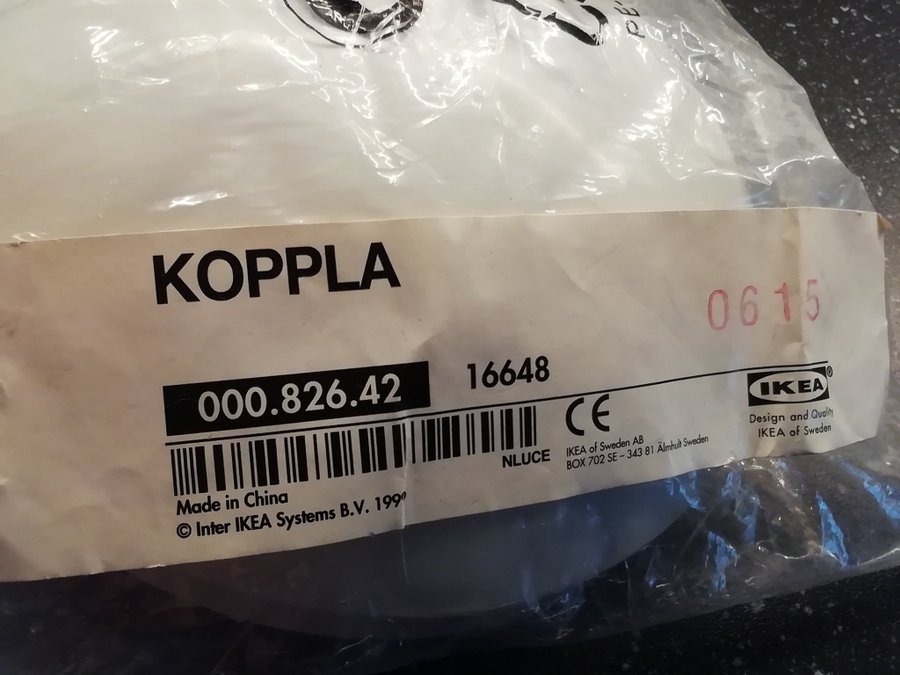 KOPPLA
0615
000.826.42
16648
IKEA®
Design and Quality
IKEA of Sweden
CE
IKEA of Sweden AB
BOX 702 SE – 343 81 Älmhult Sweden
NLUCE
Made in China
© Inter IKEA Systems B.V.